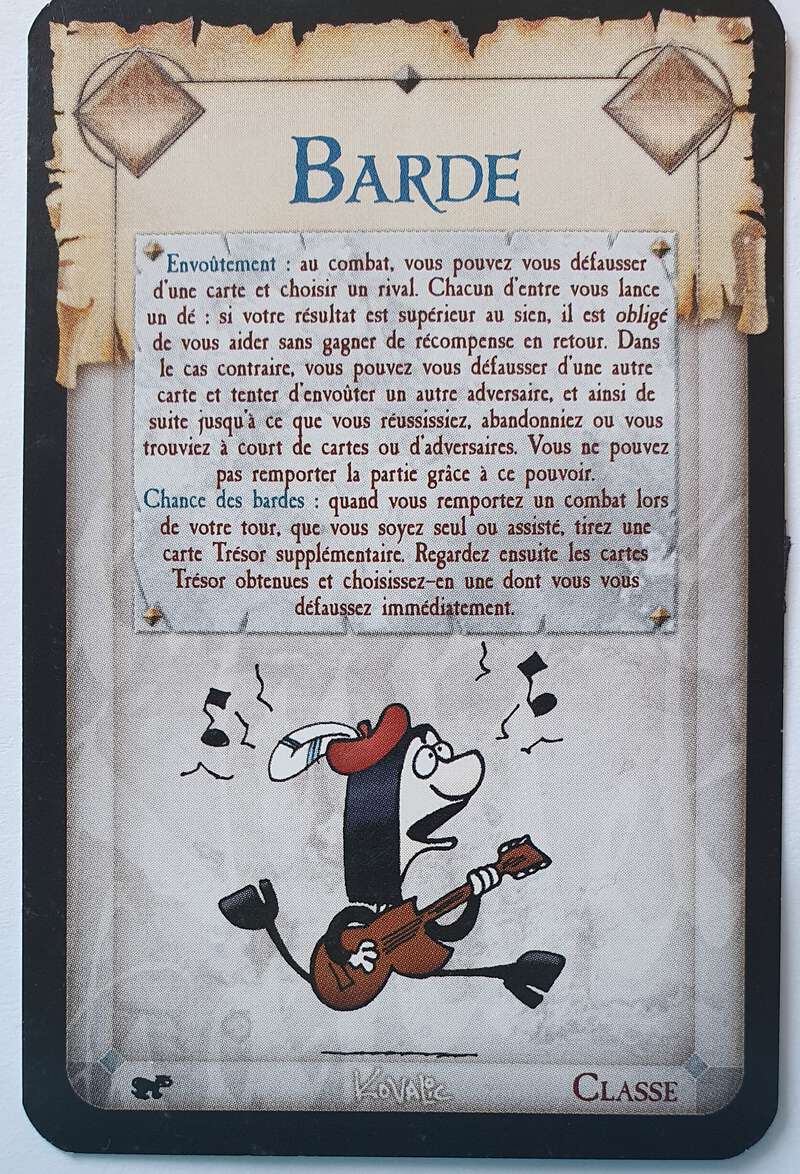 BARDE
Envoûtement : au combat, vous pouvez vous défausser
d'une carte et choisir un rival. Chacun d'entre vous lance
un dé : si votre résultat est supérieur au sien, il est obligé
de vous aider sans gagner de récompense en retour. Dans
le cas contraire, vous pouvez vous défausser d'une autre
carte et tenter d'envoûter un autre adversaire, et ainsi de
suite jusqu'à ce que vous réussissiez, abandonniez ou vous
trouviez à court de cartes ou d'adversaires. Vous ne pouvez
pas remporter la partie grâce à ce pouvoir.
Chance des bardes : quand vous remportez un combat lors
de votre tour, que vous soyez seul ou assisté, tirez une
carte Trésor supplémentaire. Regardez ensuite les cartes
Trésor obtenues et choisissez-en une dont vous vous
défaussez immédiatement.
KOVALIC
CLASSE